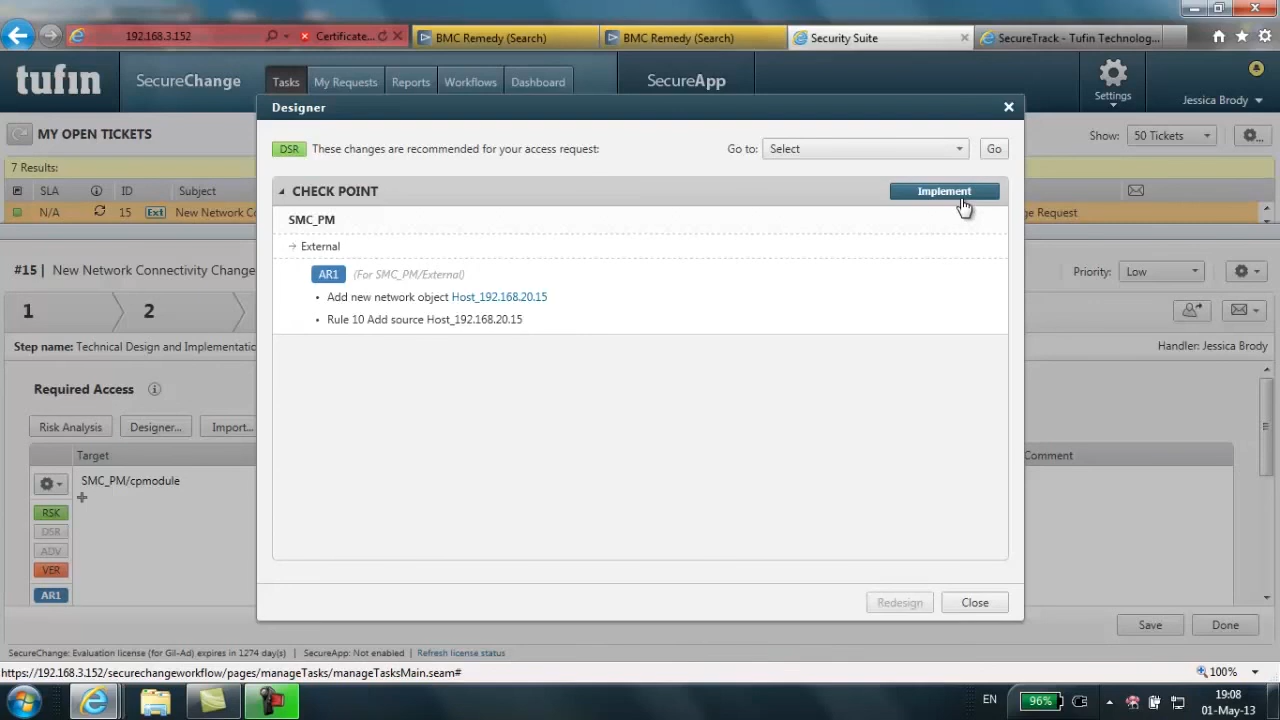 192.168.3.152
Certificate...
BMC Remedy (Search)
BMC Remedy (Search)
Security Suite
SecureTrack - Tufin Technolog...
tufin
SecureChange
Tasks
My Requests
Reports
Workflows
Dashboard
SecureApp
Settings
Jessica Brody
Designer
MY OPEN TICKETS
Show:
50 Tickets
DSR
These changes are recommended for your access request:
Go to:
Select
Go
7 Results:
SLA
ID
Subject
CHECK POINT
Implement
N/A
15
Ext
New Network Co
ge Request
SMC_PM
External
#15 | New Network Connectivity Change
AR1
(For SMC_PM/External)
Priority:
Low
Add new network object Host_192.168.20.15
1
2
Rule 10 Add source Host_192.168.20.15
Step name: Technical Design and Implementatio
Handler: Jessica Brody
Required Access
Risk Analysis
Designer...
Import...
Target
Comment
SMC_PM/cpmodule
RSK
DSR
ADV
VER
AR1
Redesign
Close
Save
Done
SecureChange: Evaluation license (for Gil-Ad) expires in 1274 day(s) | SecureApp: Not enabled
Refresh license status
https://192.168.3.152/securechangeworkflow/pages/manageTasks/manageTasksMain.seam#
100%
EN
96%
19:08
01-May-13